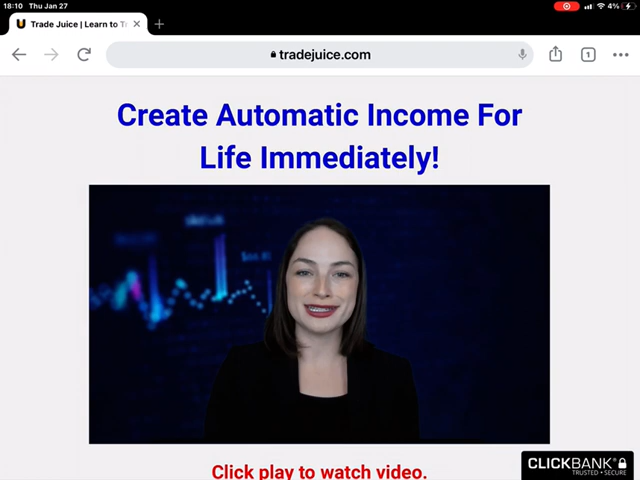 18:10 Thu Jan 27
4%
Trade Juice | Learn to T
tradejuice.com
1
Create Automatic Income For
Life Immediately!
Click play to watch video.
CLICKBANK®
TRUSTED • SECURE